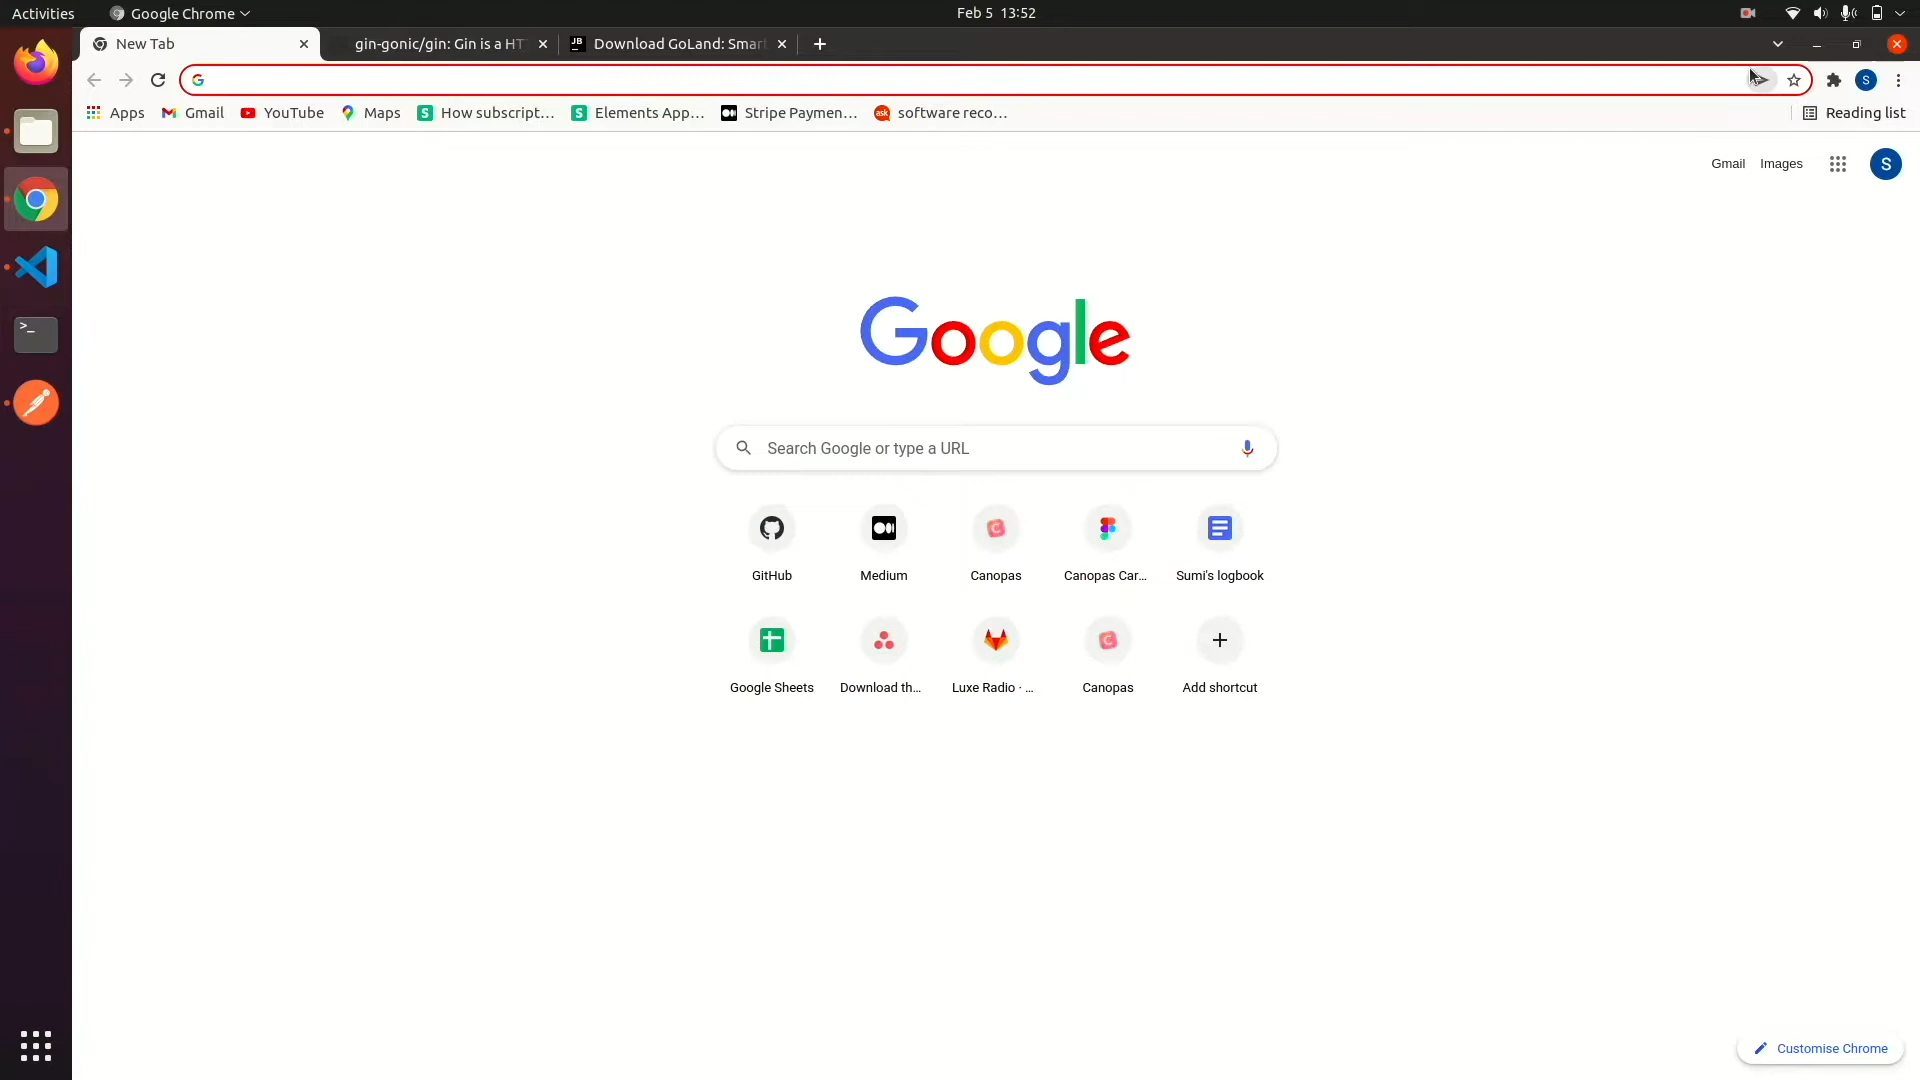 Activities
Google Chrome
Feb 5 13:52
New Tab
gin-gonic/gin: Gin is a HT
JB
Download GoLand: Smar
S
Apps
Gmail
YouTube
Maps
S
How subscript...
S
Elements App...
Stripe Paymen...
ask
software reco...
Reading list
Gmail
Images
S
Google
Search Google or type a URL
GitHub
Medium
Canopas
Canopas Car...
Sumi's logbook
Google Sheets
Download th...
Luxe Radio · ...
Canopas
Add shortcut
Customise Chrome